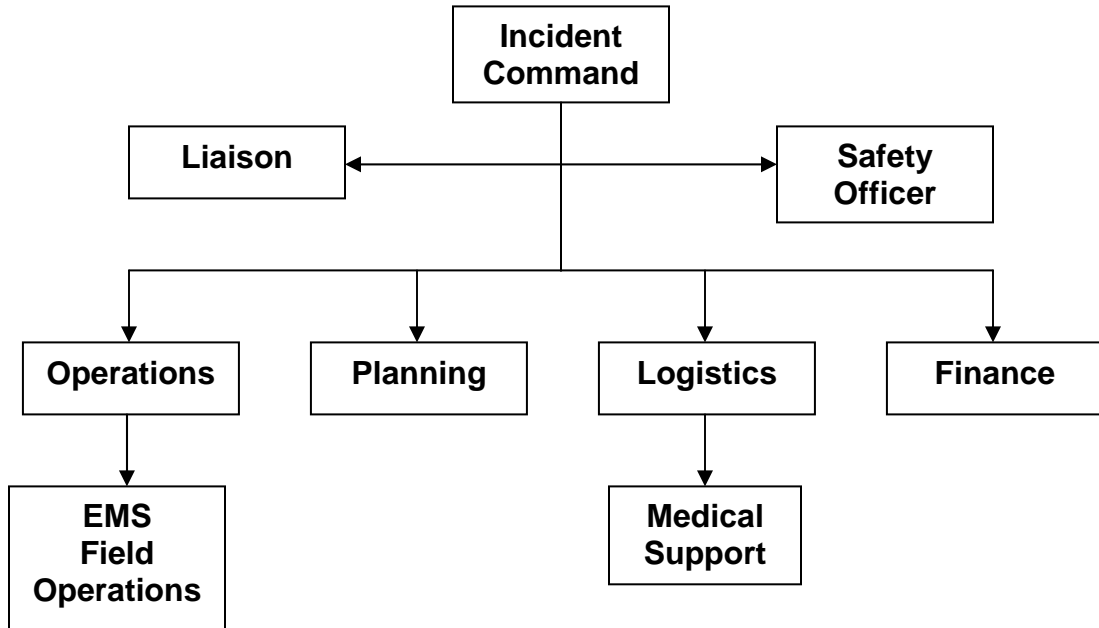 Incident
Command
Liaison
Safety
Officer
Operations
Planning
Logistics
Finance
EMS
Field
Operations
Medical
Support